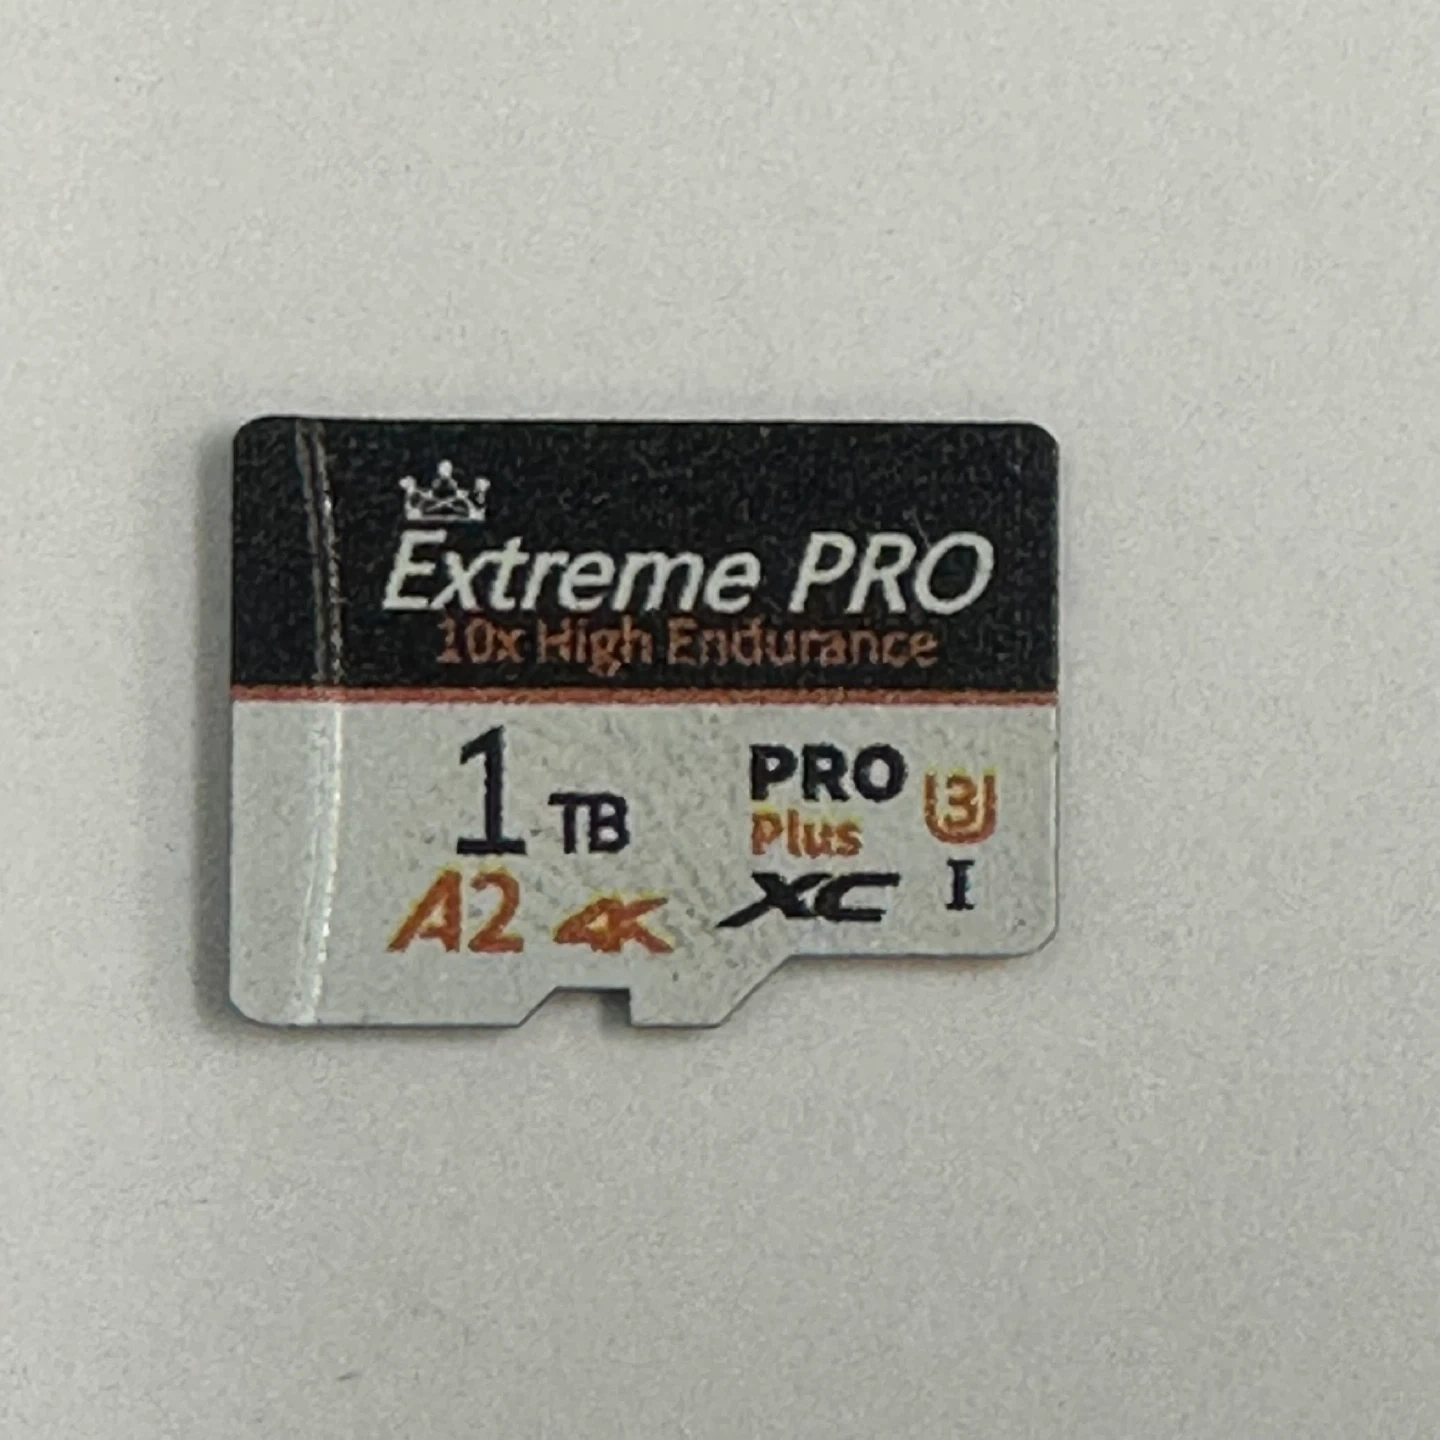 Extreme PRO
10x High Endurance
1 TB
PRO
Plus
U3
A2 4K
XC I